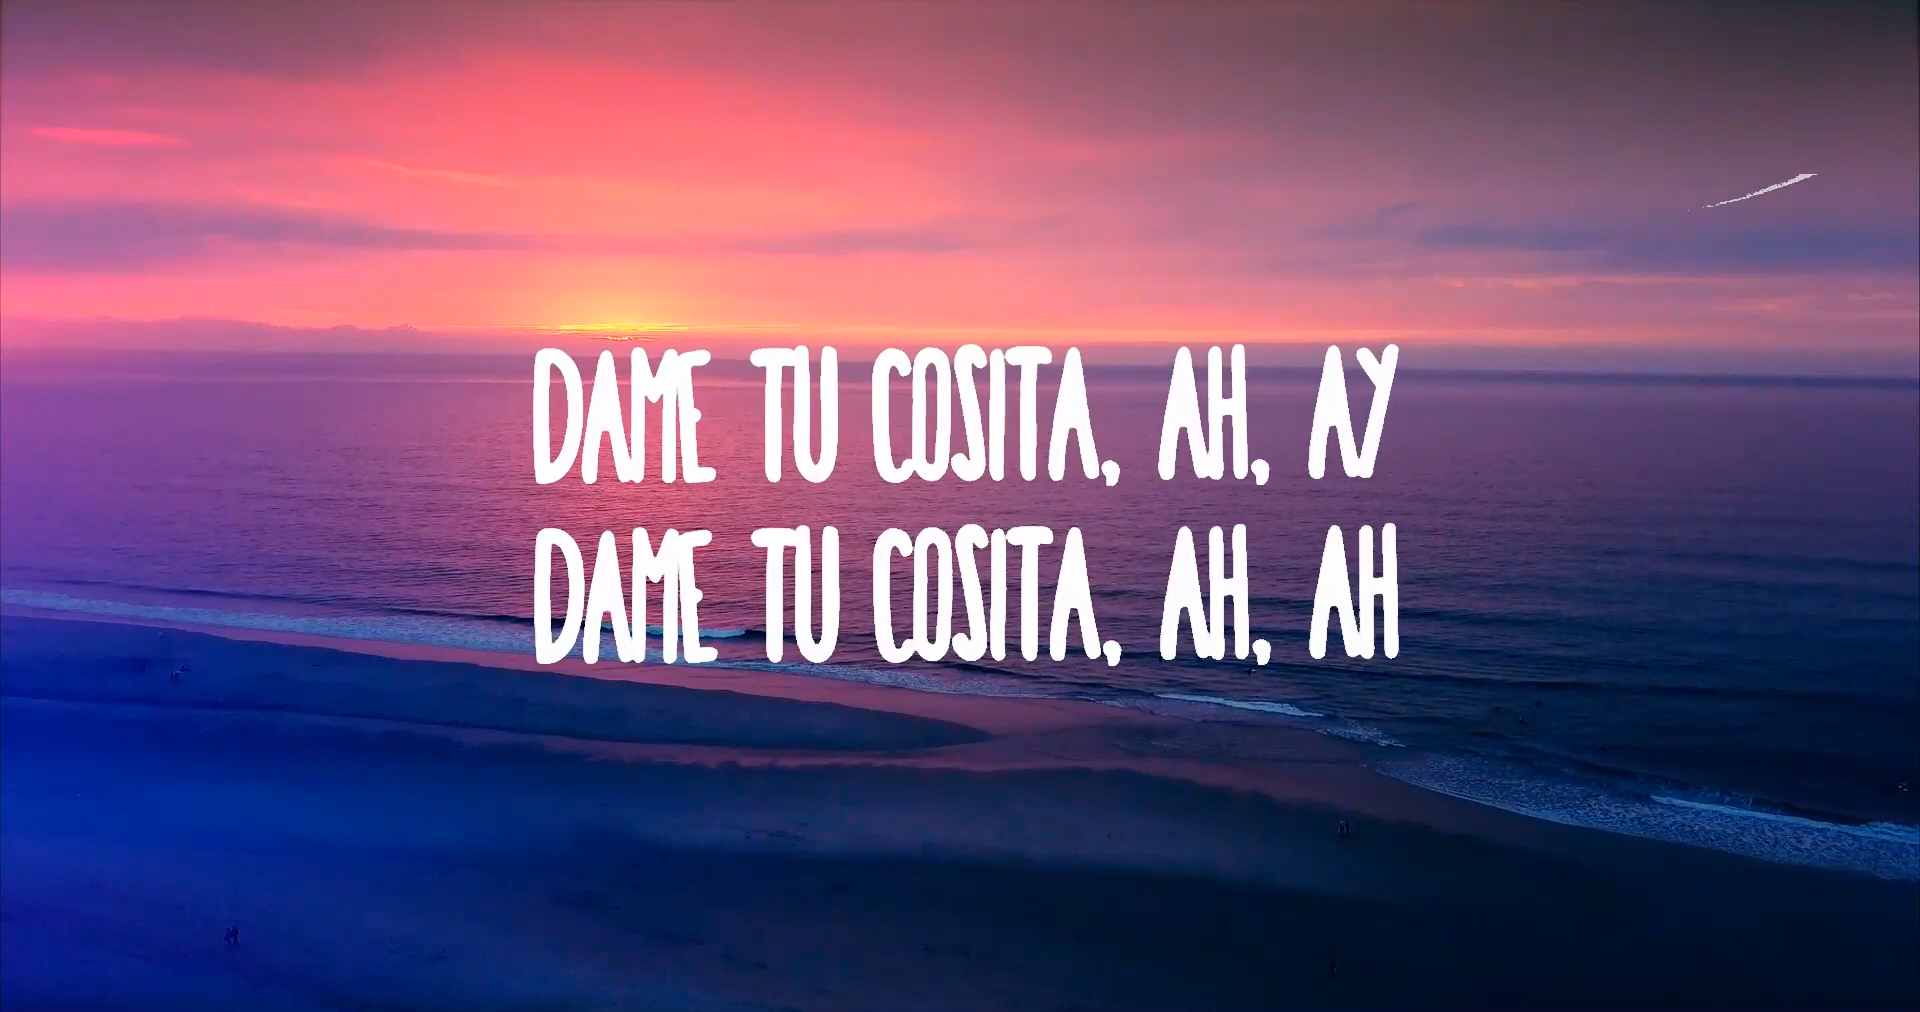 DAME TU COSITA, AH, AY
DAME TU COSITA, AH, AH